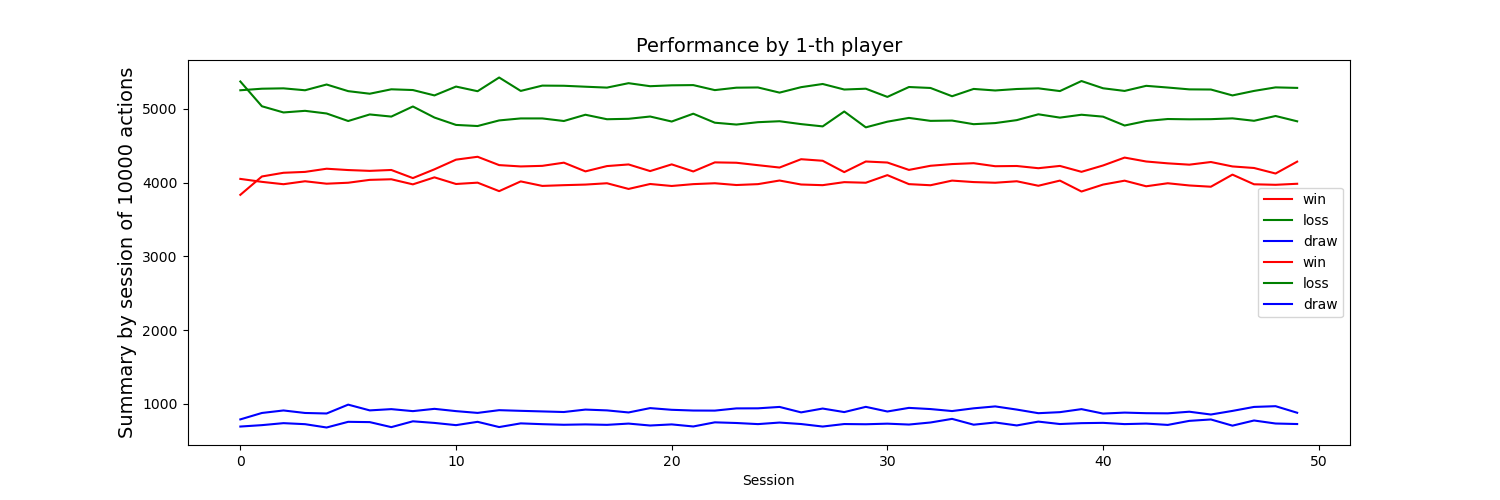 Performance by 1-th player
Summary by session of 10000 actions
5000
4000
3000
2000
1000
0
10
20
30
40
50
Session
win
loss
draw
win
loss
draw